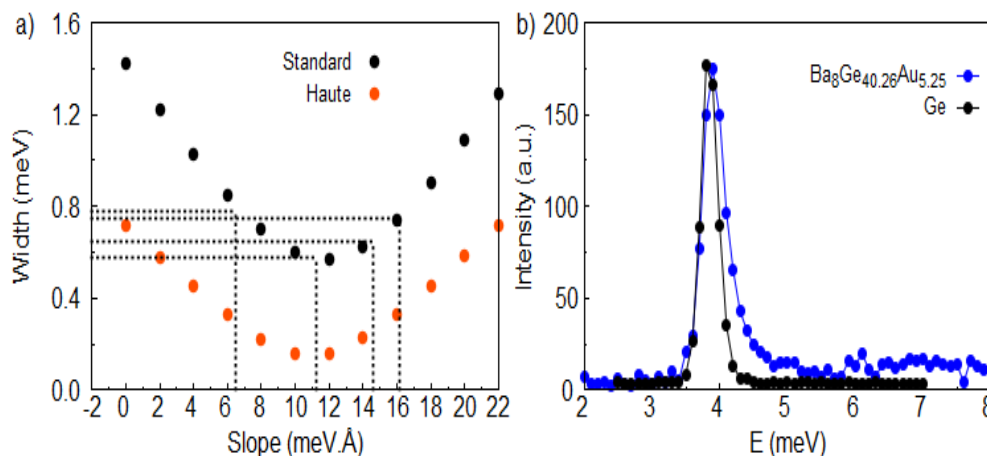 a)
1.6
1.2
0.8
0.4
0.0
Width (meV)
Standard
Haute
-2 0 2 4 6 8 10 12 14 16 18 20 22
Slope (meV.Å)
b)
200
150
100
50
0
Intensity (a.u.)
Ba8Ge40.26Au5.25
Ge
2 3 4 5 6 7 8
E (meV)